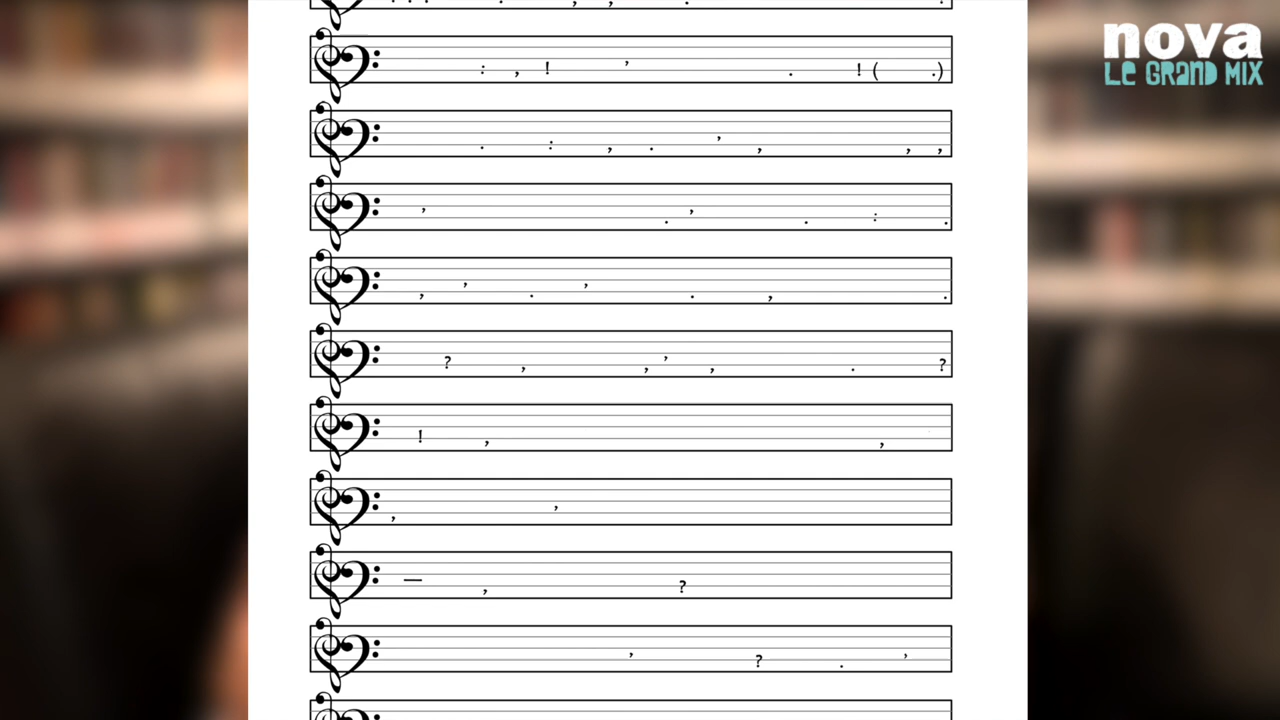 nova
LE GRAND MIX
. . . . , , . .
: , ! ’ . ! ( .)
. : , . ’ , , ,
’ . ’ . : .
, ’ . ’ . , .
? , , ’ , . ?
! , ,
, ’
— , ?
’ ? . ’